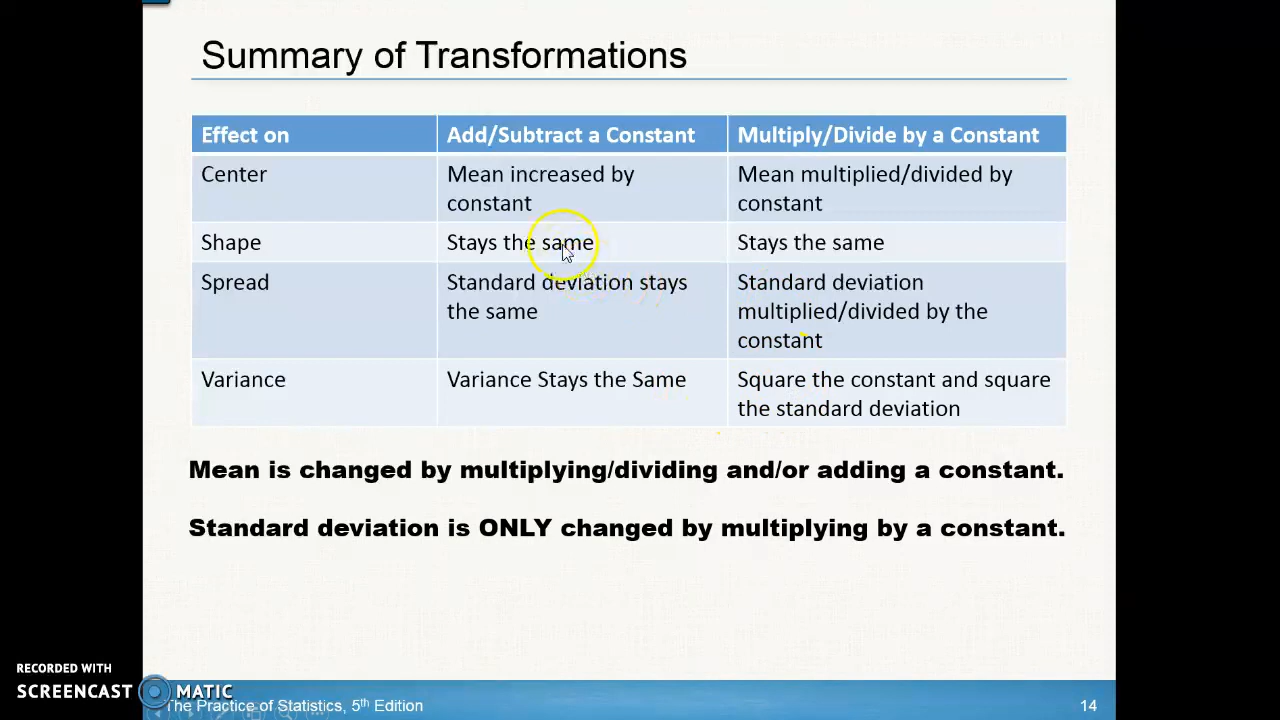 Summary of Transformations
Effect on
Add/Subtract a Constant
Multiply/Divide by a Constant
Center
Mean increased by
constant
Mean multiplied/divided by
constant
Shape
Stays the same
Stays the same
Spread
Standard deviation stays
the same
Standard deviation
multiplied/divided by the
constant
Variance
Variance Stays the Same
Square the constant and square
the standard deviation
Mean is changed by multiplying/dividing and/or adding a constant.
Standard deviation is ONLY changed by multiplying by a constant.
RECORDED WITH
SCREENCAST MATIC
The Practice of Statistics, 5th Edition
14